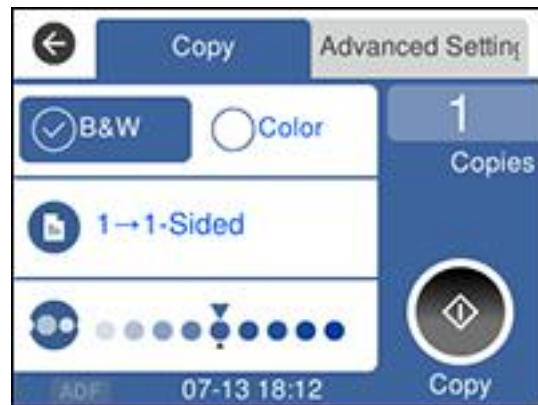 Copy
Advanced Setting
B&W
Color
1
Copies
1→1-Sided
ADF
07-13 18:12
Copy